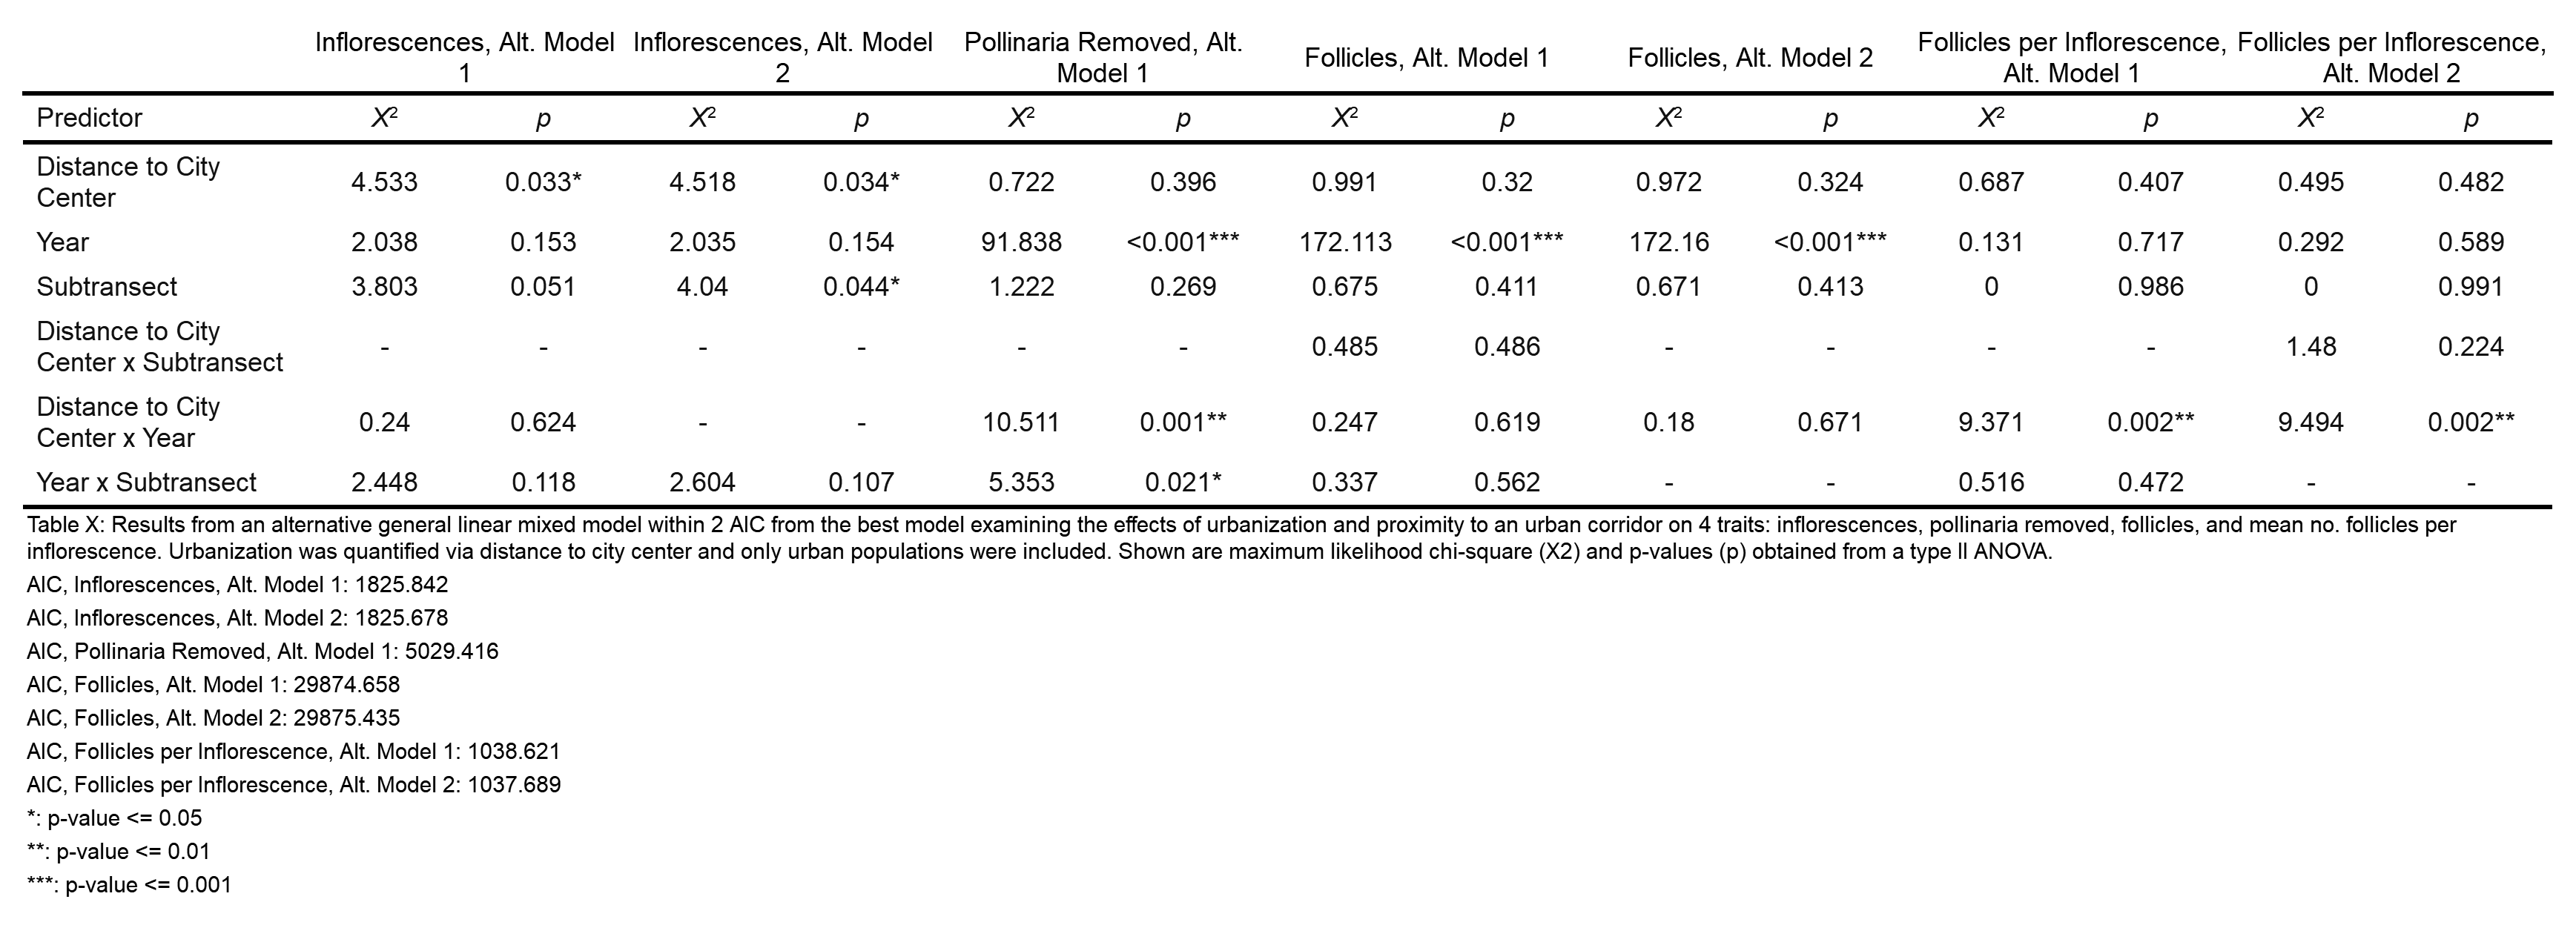 Inflorescences, Alt. Model 1 Inflorescences, Alt. Model 2 Pollinaria Removed, Alt. Model 1 Follicles, Alt. Model 1 Follicles, Alt. Model 2 Follicles per Inflorescence, Alt. Model 1 Follicles per Inflorescence, Alt. Model 2
Predictor X² p X² p X² p X² p X² p X² p X² p
Distance to City Center 4.533 0.033* 4.518 0.034* 0.722 0.396 0.991 0.32 0.972 0.324 0.687 0.407 0.495 0.482
Year 2.038 0.153 2.035 0.154 91.838 <0.001*** 172.113 <0.001*** 172.16 <0.001*** 0.131 0.717 0.292 0.589
Subtransect 3.803 0.051 4.04 0.044* 1.222 0.269 0.675 0.411 0.671 0.413 0 0.986 0 0.991
Distance to City Center x Subtransect - - - - - - 0.485 0.486 - - - - 1.48 0.224
Distance to City Center x Year 0.24 0.624 - - 10.511 0.001** 0.247 0.619 0.18 0.671 9.371 0.002** 9.494 0.002**
Year x Subtransect 2.448 0.118 2.604 0.107 5.353 0.021* 0.337 0.562 - - 0.516 0.472 - -
Table X: Results from an alternative general linear mixed model within 2 AIC from the best model examining the effects of urbanization and proximity to an urban corridor on 4 traits: inflorescences, pollinaria removed, follicles, and mean no. follicles per
inflorescence. Urbanization was quantified via distance to city center and only urban populations were included. Shown are maximum likelihood chi-square (X2) and p-values (p) obtained from a type II ANOVA.
AIC, Inflorescences, Alt. Model 1: 1825.842
AIC, Inflorescences, Alt. Model 2: 1825.678
AIC, Pollinaria Removed, Alt. Model 1: 5029.416
AIC, Follicles, Alt. Model 1: 29874.658
AIC, Follicles, Alt. Model 2: 29875.435
AIC, Follicles per Inflorescence, Alt. Model 1: 1038.621
AIC, Follicles per Inflorescence, Alt. Model 2: 1037.689
*: p-value <= 0.05
**: p-value <= 0.01
***: p-value <= 0.001